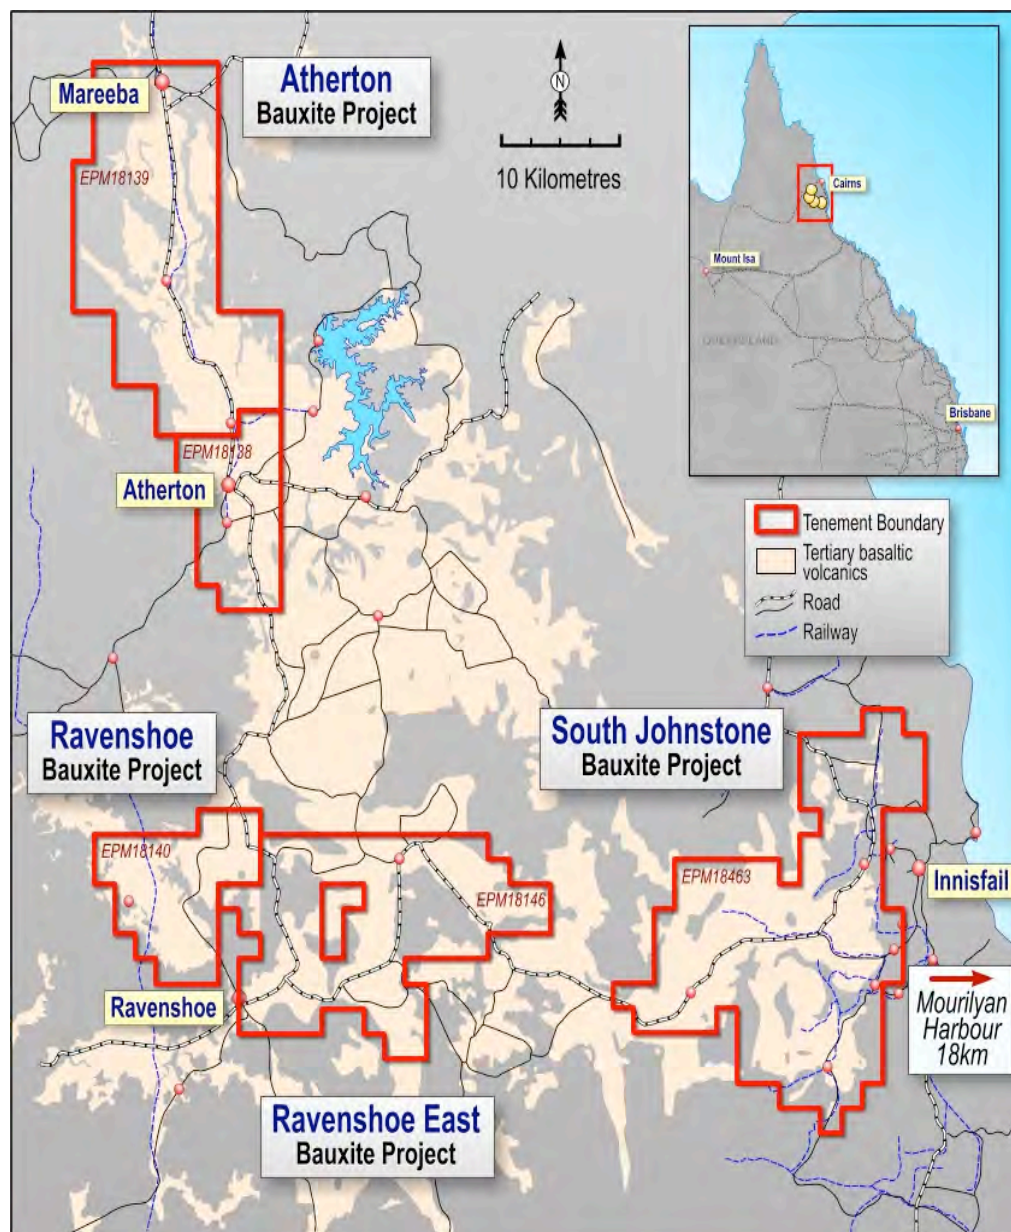 Mareeba
Atherton
Bauxite Project
N
10 Kilometres
EPM18139
Cairns
Mount Isa
QUEENSLAND
Brisbane
EPM18138
Atherton
Tenement Boundary
Tertiary basaltic
volcanics
Road
Railway
Ravenshoe
Bauxite Project
South Johnstone
Bauxite Project
EPM18140
EPM18146
EPM18463
Innisfail
Ravenshoe
Mourilyan
Harbour
18km
Ravenshoe East
Bauxite Project